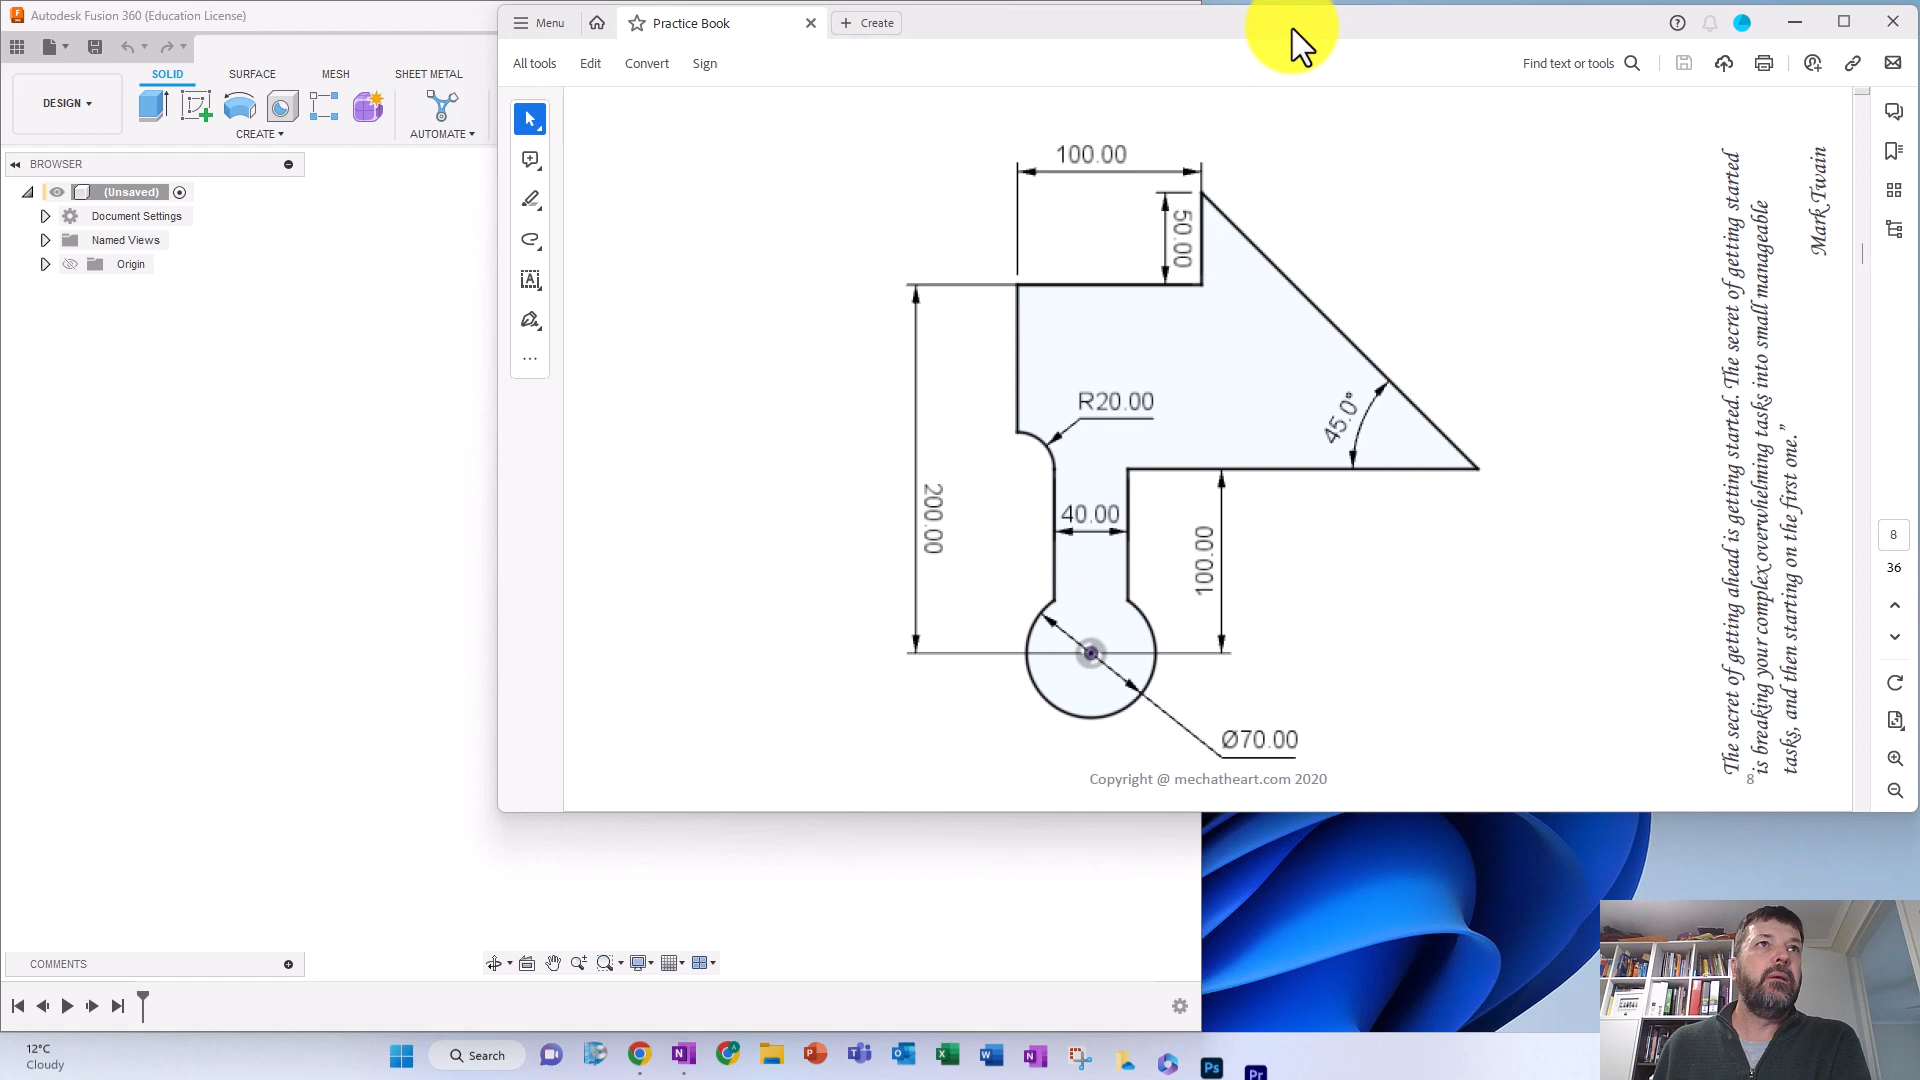 Autodesk Fusion 360 (Education License)
Menu
Practice Book
Create
All tools
Edit
Convert
Sign
Find text or tools
DESIGN
SOLID
SURFACE
MESH
SHEET METAL
CREATE
AUTOMATE
BROWSER
(Unsaved)
Document Settings
Named Views
Origin
100.00
50.00
R20.00
45.0°
200.00
40.00
100.00
Ø70.00
Copyright @ mechatheart.com 2020
The secret of getting ahead is getting started. The secret of getting started
is breaking your complex overwhelming tasks into small manageable
tasks, and then starting on the first one.”
Mark Twain
8
8
36
COMMENTS
12°C
Cloudy
Search
Ps
Pr